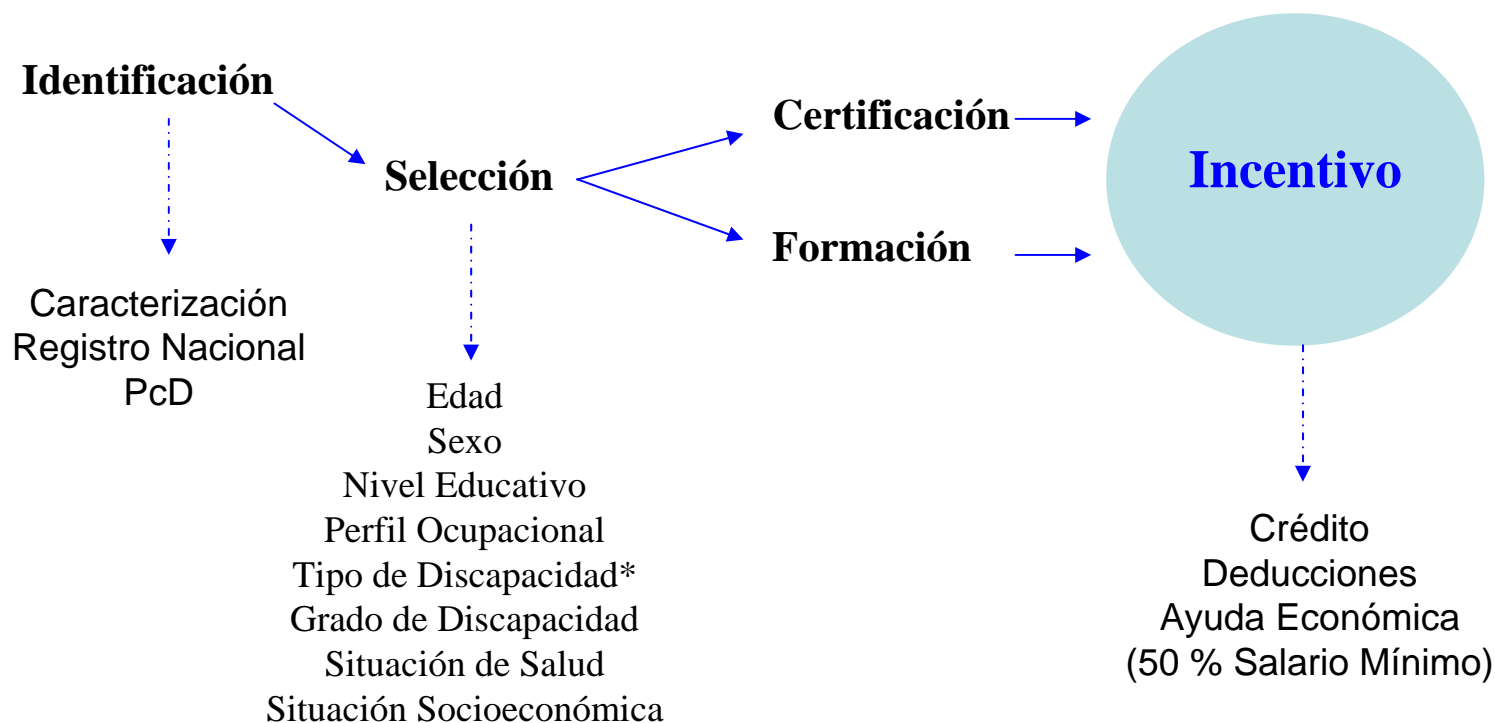 Identificación
Caracterización
Registro Nacional
PcD
Selección
Edad
Sexo
Nivel Educativo
Perfil Ocupacional
Tipo de Discapacidad*
Grado de Discapacidad
Situación de Salud
Situación Socioeconómica
Certificación
Formación
Incentivo
Crédito
Deducciones
Ayuda Económica
(50 % Salario Mínimo)